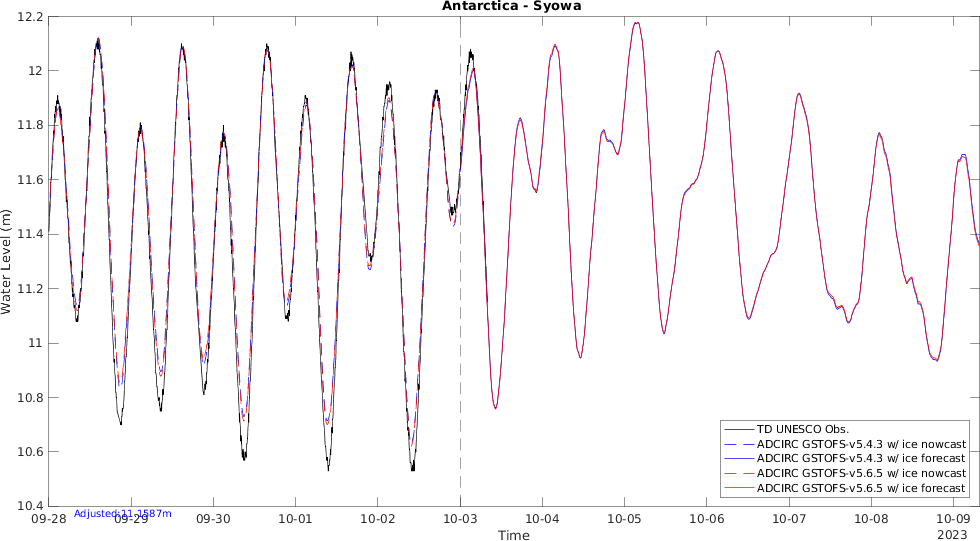 Antarctica - Syowa
Water Level (m)
12.2
12
11.8
11.6
11.4
11.2
11
10.8
10.6
10.4
TD UNESCO Obs.
ADCIRC GSTOFS-v5.4.3 w/ ice nowcast
ADCIRC GSTOFS-v5.4.3 w/ ice forecast
ADCIRC GSTOFS-v5.6.5 w/ ice nowcast
ADCIRC GSTOFS-v5.6.5 w/ ice forecast
Adjusted:11.1587m
09-28 09-29 09-30 10-01 10-02 10-03 10-04 10-05 10-06 10-07 10-08 10-09
Time
2023